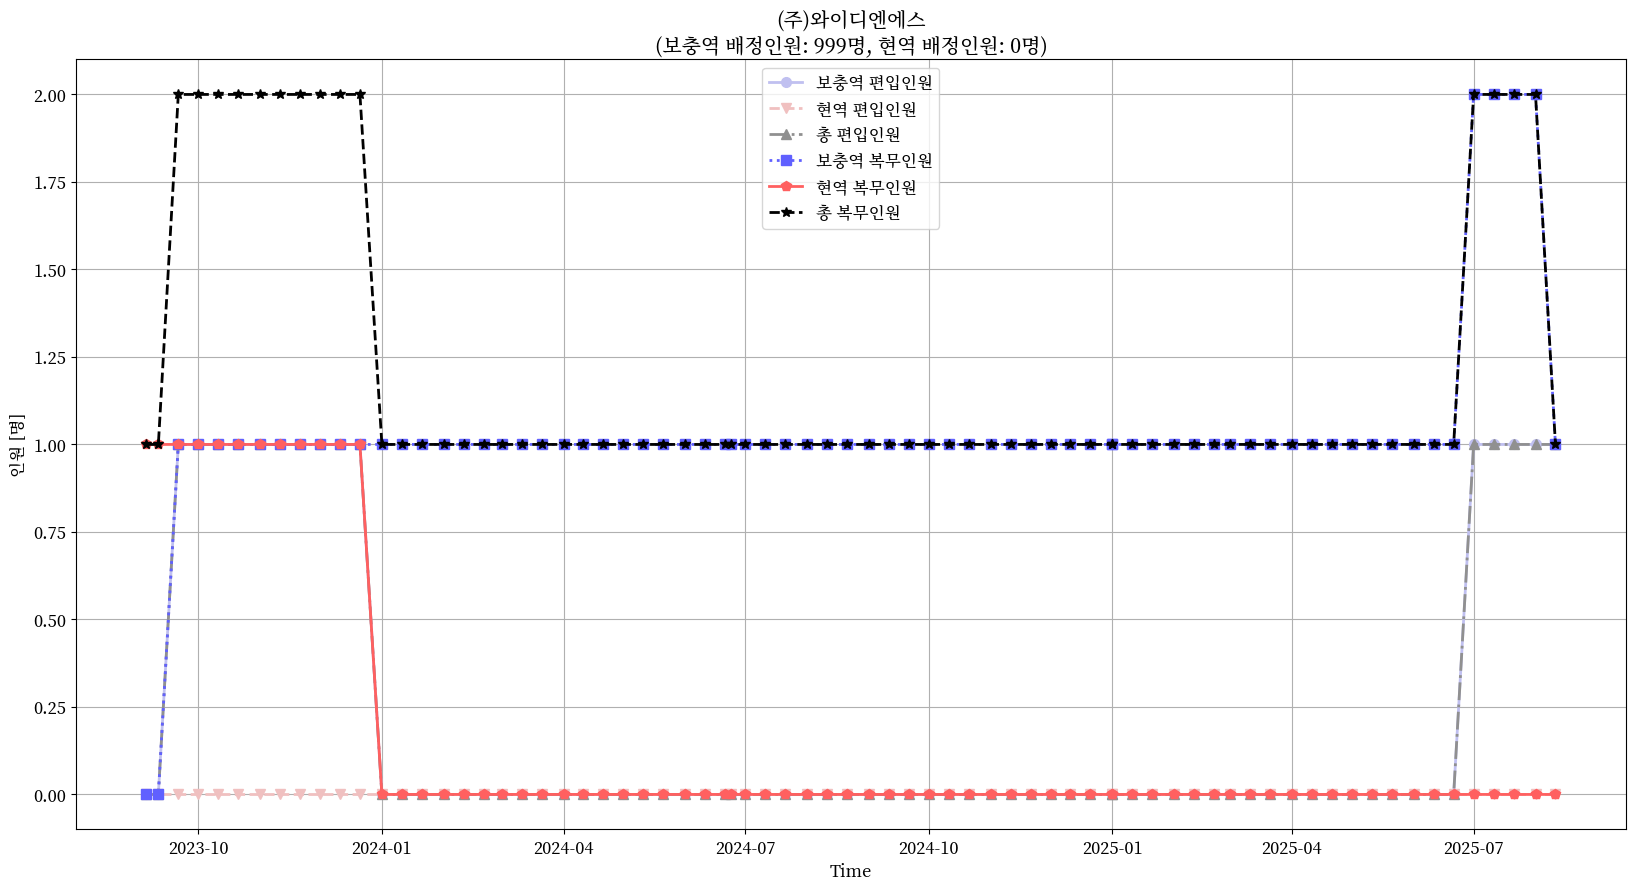 (주)와이디엔에스
(보충역 배정인원: 999명, 현역 배정인원: 0명)
보충역 편입인원
현역 편입인원
총 편입인원
보충역 복무인원
현역 복무인원
총 복무인원
인원 [명]
2.00
1.75
1.50
1.25
1.00
0.75
0.50
0.25
0.00
2023-10
2024-01
2024-04
2024-07
2024-10
2025-01
2025-04
2025-07
Time